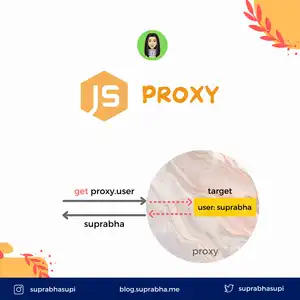 JS PROXY
get proxy.user
target
user: suprabha
suprabha
proxy
suprabhasupi
blog.suprabha.me
suprabhasupi